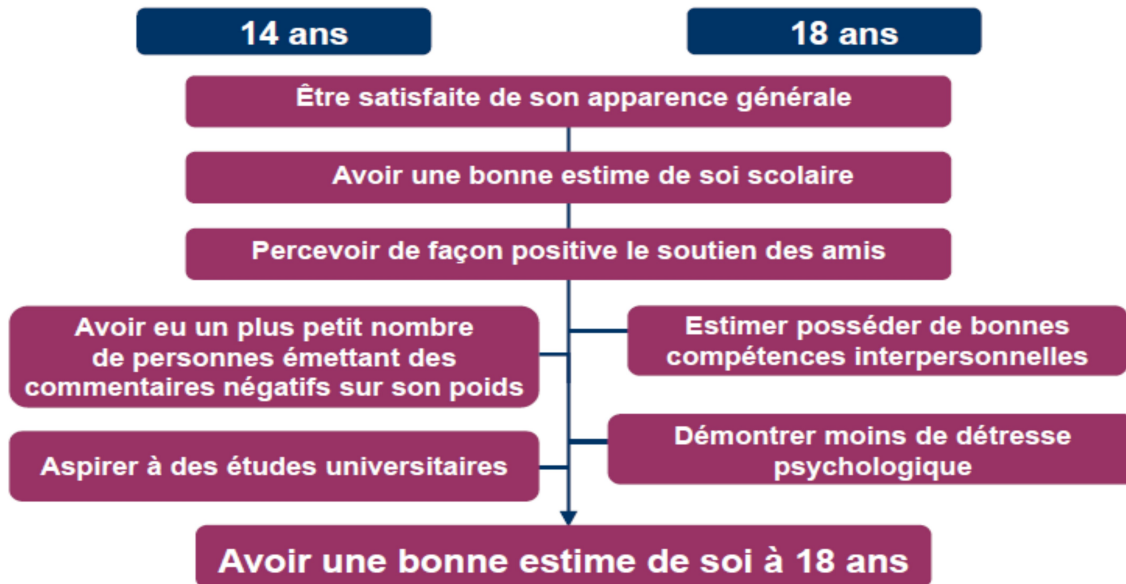 14 ans
18 ans
Être satisfaite de son apparence générale
Avoir une bonne estime de soi scolaire
Percevoir de façon positive le soutien des amis
Avoir eu un plus petit nombre
de personnes émettant des
commentaires négatifs sur son poids
Estimer posséder de bonnes
compétences interpersonnelles
Aspirer à des études universitaires
Démontrer moins de détresse
psychologique
Avoir une bonne estime de soi à 18 ans